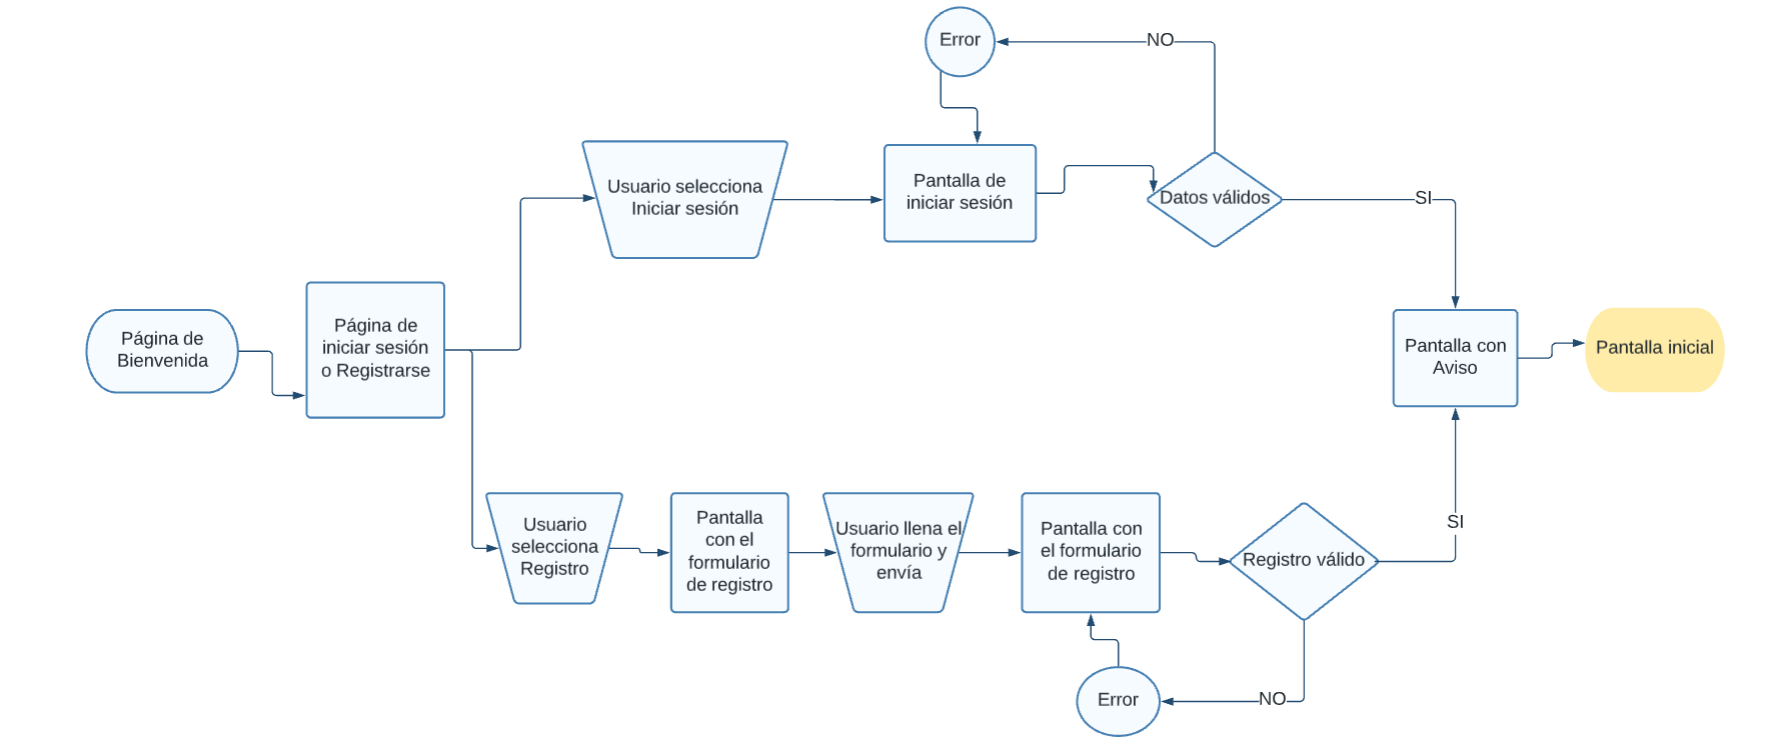 Error
NO
Usuario selecciona
Iniciar sesión
Pantalla de
iniciar sesión
Datos válidos
SI
Página de
Bienvenida
Página de
iniciar sesión
o Registrarse
Pantalla con
Aviso
Pantalla inicial
Usuario
selecciona
Registro
Pantalla
con el
formulario
de registro
Usuario llena el
formulario y
envía
Pantalla con
el formulario
de registro
Registro válido
SI
Error
NO